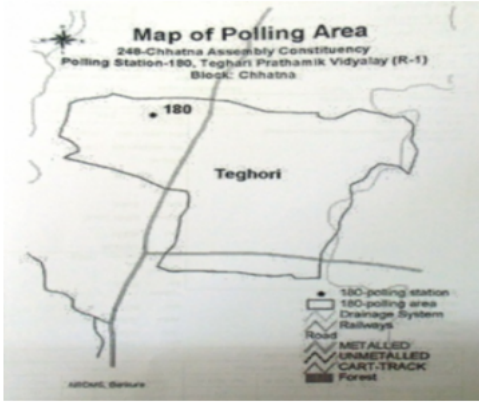 Map of Polling Area
248-Chhatna Assembly Constituency
Polling Station-180, Teghari Prathamik Vidyalay (R-1)
Block: Chhatna
180
Teghori
180-polling station
180-polling area
Drainage System
Railways
Road
METALLED
UNMETALLED
CART-TRACK
Forest
Bankura